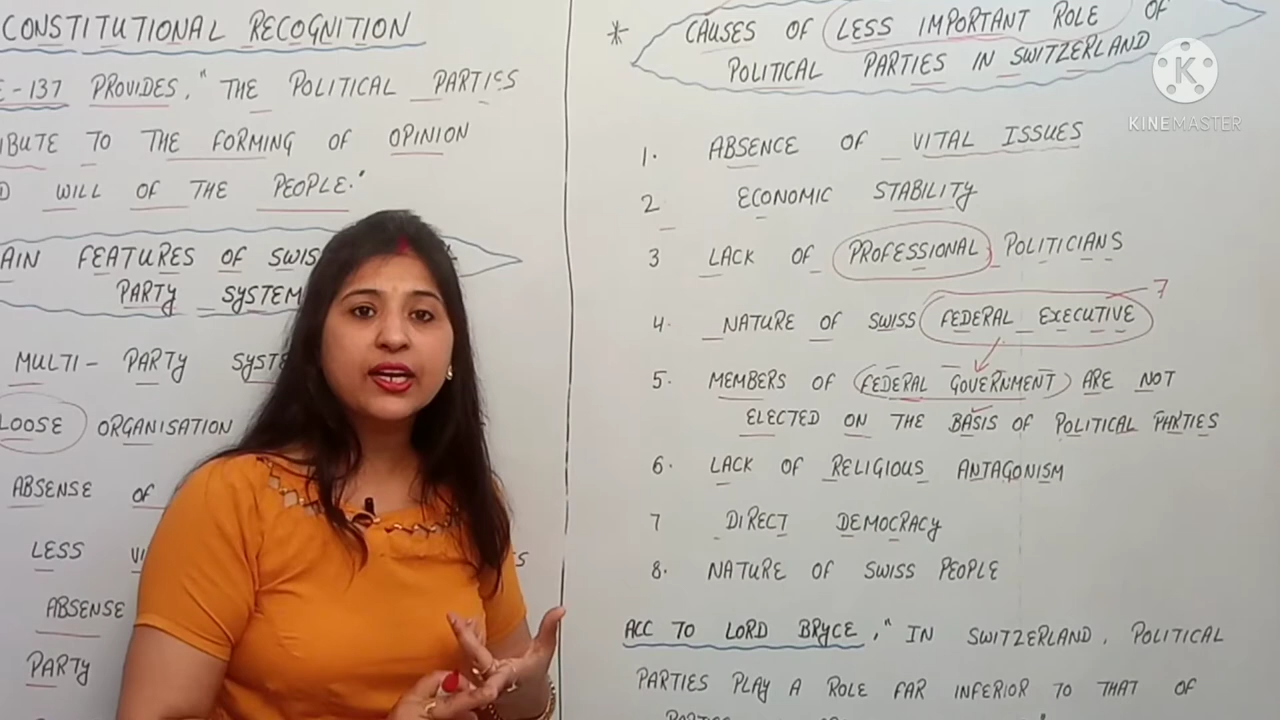 CONSTITUTIONAL RECOGNITION
E-137 PROVIDES, " THE POLITICAL PARTIES
IBUTE TO THE FORMING OF OPINION
D WILL OF THE PEOPLE."
AIN FEATURES OF SWIS
PARTY SYSTEM
MULTI- PARTY SYSTE
LOOSE ORGANISATION
ABSENSE OF
LESS
ABSENSE
PARTY
* CAUSES OF LESS IMPORTANT ROLE OF
POLITICAL PARTIES IN SWITZERLAND
1. ABSENCE OF VITAL ISSUES
2 ECONOMIC STABILITY
3 LACK OF PROFESSIONAL POLITICIANS
4. NATURE OF SWISS FEDERAL EXECUTIVE 7
5. MEMBERS OF FEDERAL GOVERNMENT ARE NOT
ELECTED ON THE BASIS OF POLITICAL PARTIES
6. LACK OF RELIGIOUS ANTAGONISM
7 DIRECT DEMOCRACY
8. NATURE OF SWISS PEOPLE
ACC TO LORD BRYCE, " IN SWITZERLAND, POLITICAL
PARTIES PLAY A ROLE FAR INFERIOR TO THAT OF
K
KINEMASTER